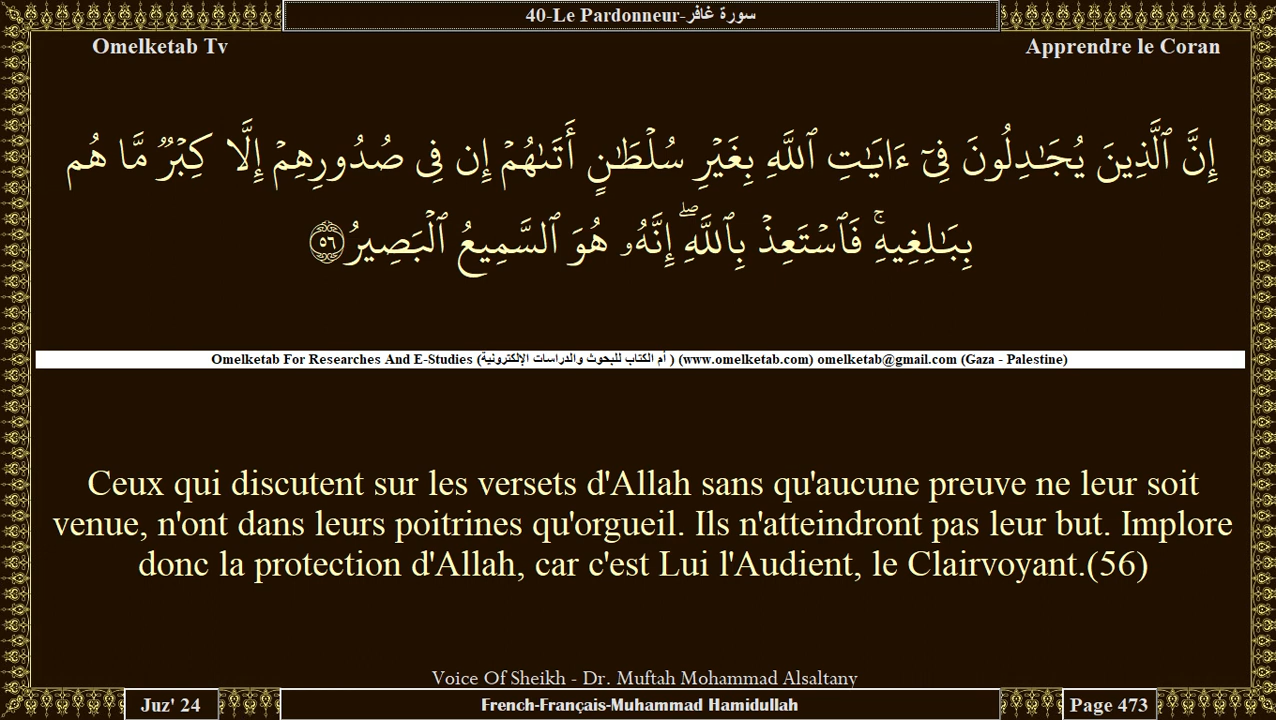 40-Le Pardonneur-سورة غافر
Omelketab Tv
Apprendre le Coran
إِنَّ ٱلَّذِينَ يُجَـٰدِلُونَ فِىٓ ءَايَـٰتِ ٱللَّهِ بِغَيْرِ سُلْطَـٰنٍ أَتَىٰهُمْ إِن فِى صُدُورِهِمْ إِلَّا كِبْرٌ مَّا هُم
بِبَـٰلِغِيهِ ۚ فَٱسْتَعِذْ بِٱللَّهِ ۖ إِنَّهُۥ هُوَ ٱلسَّمِيعُ ٱلْبَصِيرُ ٥٦
Omelketab For Researches And E-Studies (أم الكتاب للبحوث والدراسات الإلكترونية ) (www.omelketab.com) omelketab@gmail.com (Gaza - Palestine)
Ceux qui discutent sur les versets d'Allah sans qu'aucune preuve ne leur soit
venue, n'ont dans leurs poitrines qu'orgueil. Ils n'atteindront pas leur but. Implore
donc la protection d'Allah, car c'est Lui l'Audient, le Clairvoyant.(56)
Voice Of Sheikh - Dr. Muftah Mohammad Alsaltany
Juz' 24
French-Français-Muhammad Hamidullah
Page 473